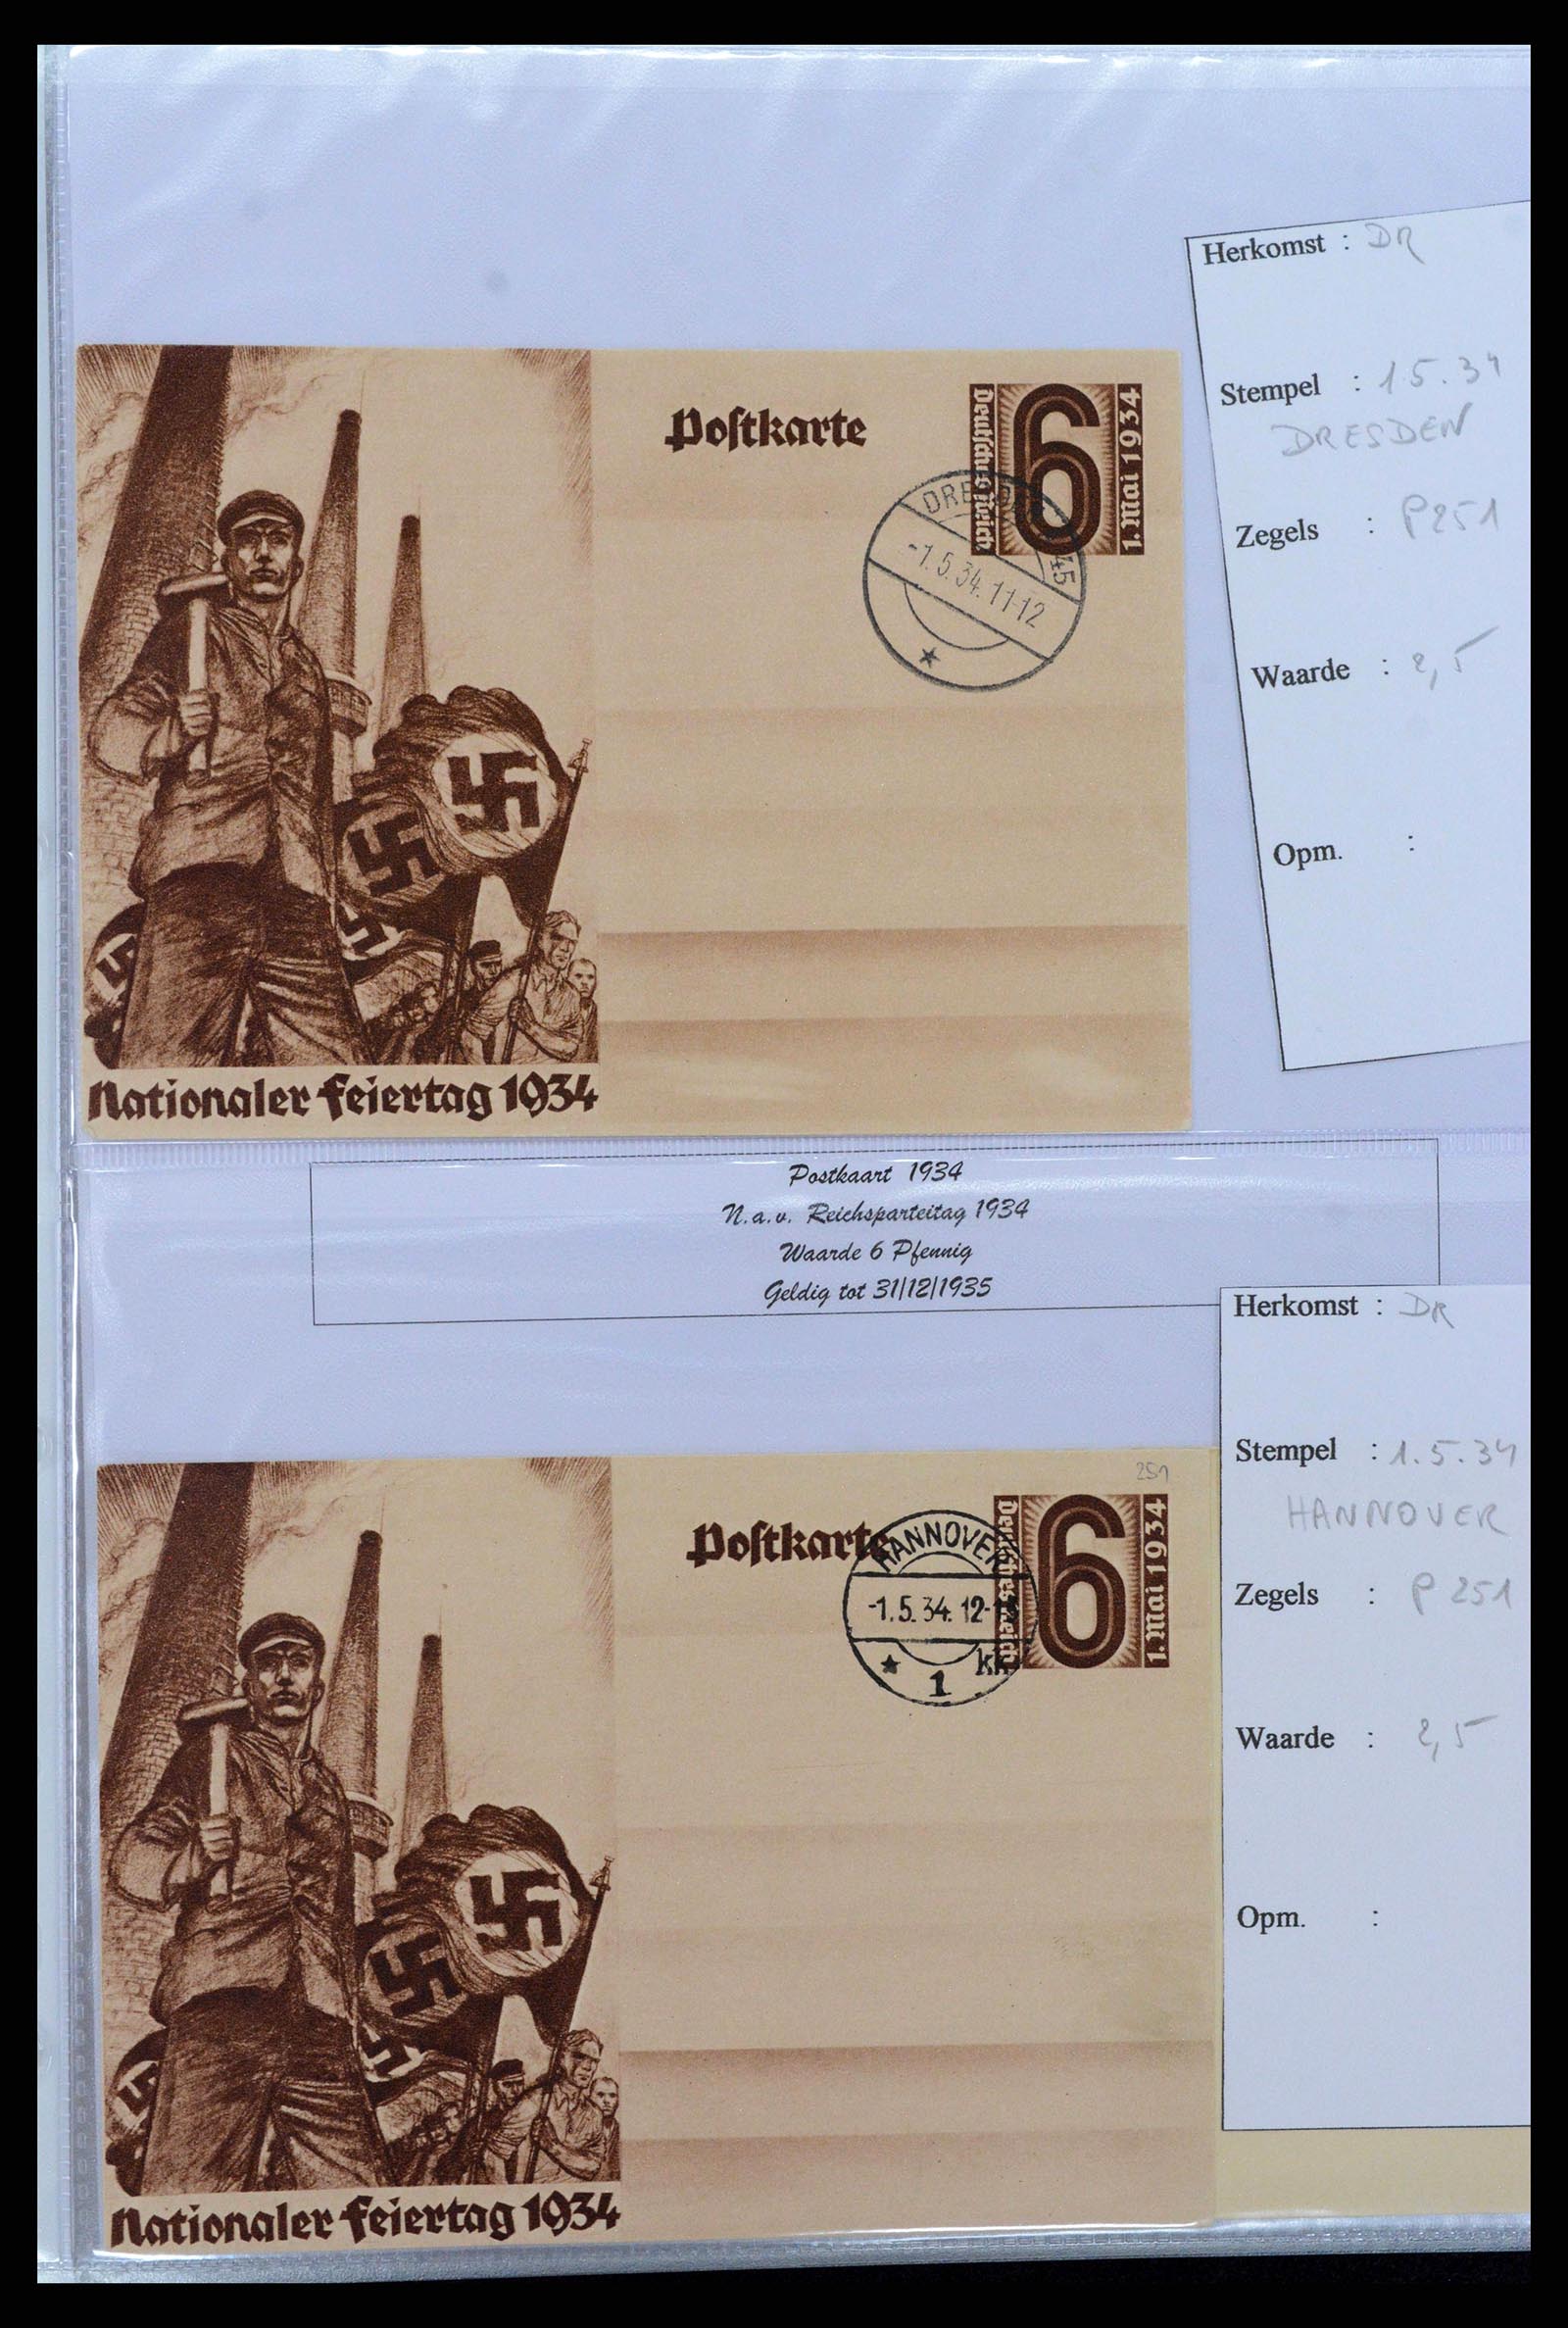 Herkomst : DR
Stempel : 1.5.34
DRESDEN
Zegels : P251
Waarde : 2,5
Opm. :
Postkarte
Deutsches Reich
6
1. Mai 1934
-1.5.34.11-12
45
Nationaler Feiertag 1934
Postkaart 1934
N.a.v. Reichsparteitag 1934
Waarde 6 Pfennig
Geldig tot 31/12/1935
Herkomst : DR
Stempel : 1.5.34
HANNOVER
Zegels : P 251
Waarde : 2,5
Opm. :
251
Postkarte
Deutsches Reich
6
1. Mai 1934
HANNOVER
-1.5.34. 12-
1
Nationaler Feiertag 1934